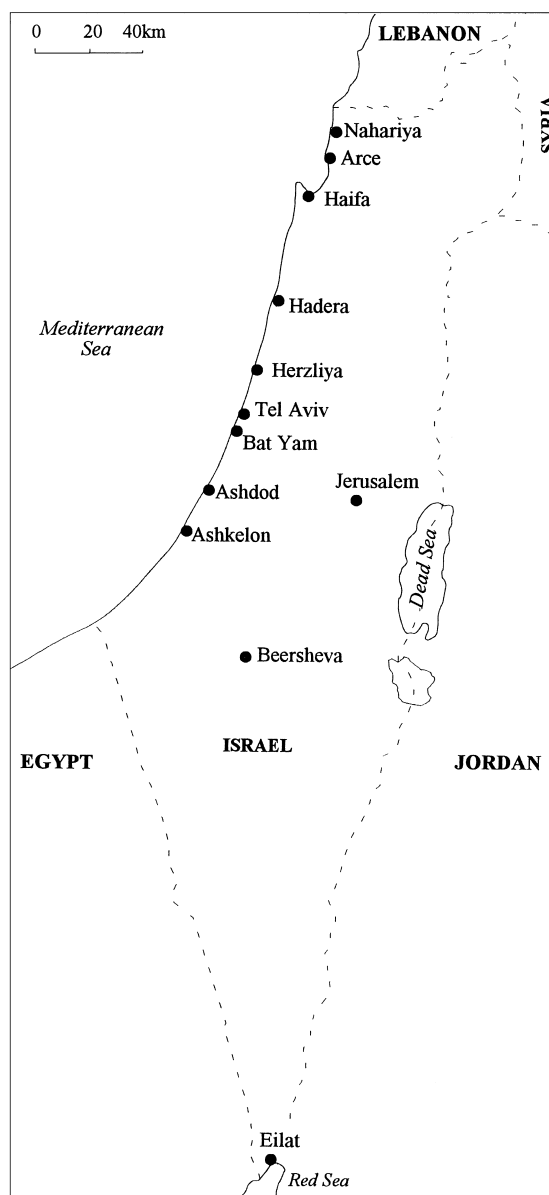 0 20 40km
LEBANON
SYRIA
Nahariya
Arce
Haifa
Hadera
Mediterranean
Sea
Herzliya
Tel Aviv
Bat Yam
Jerusalem
Ashdod
Ashkelon
Dead Sea
Beersheva
ISRAEL
EGYPT
JORDAN
Eilat
Red Sea